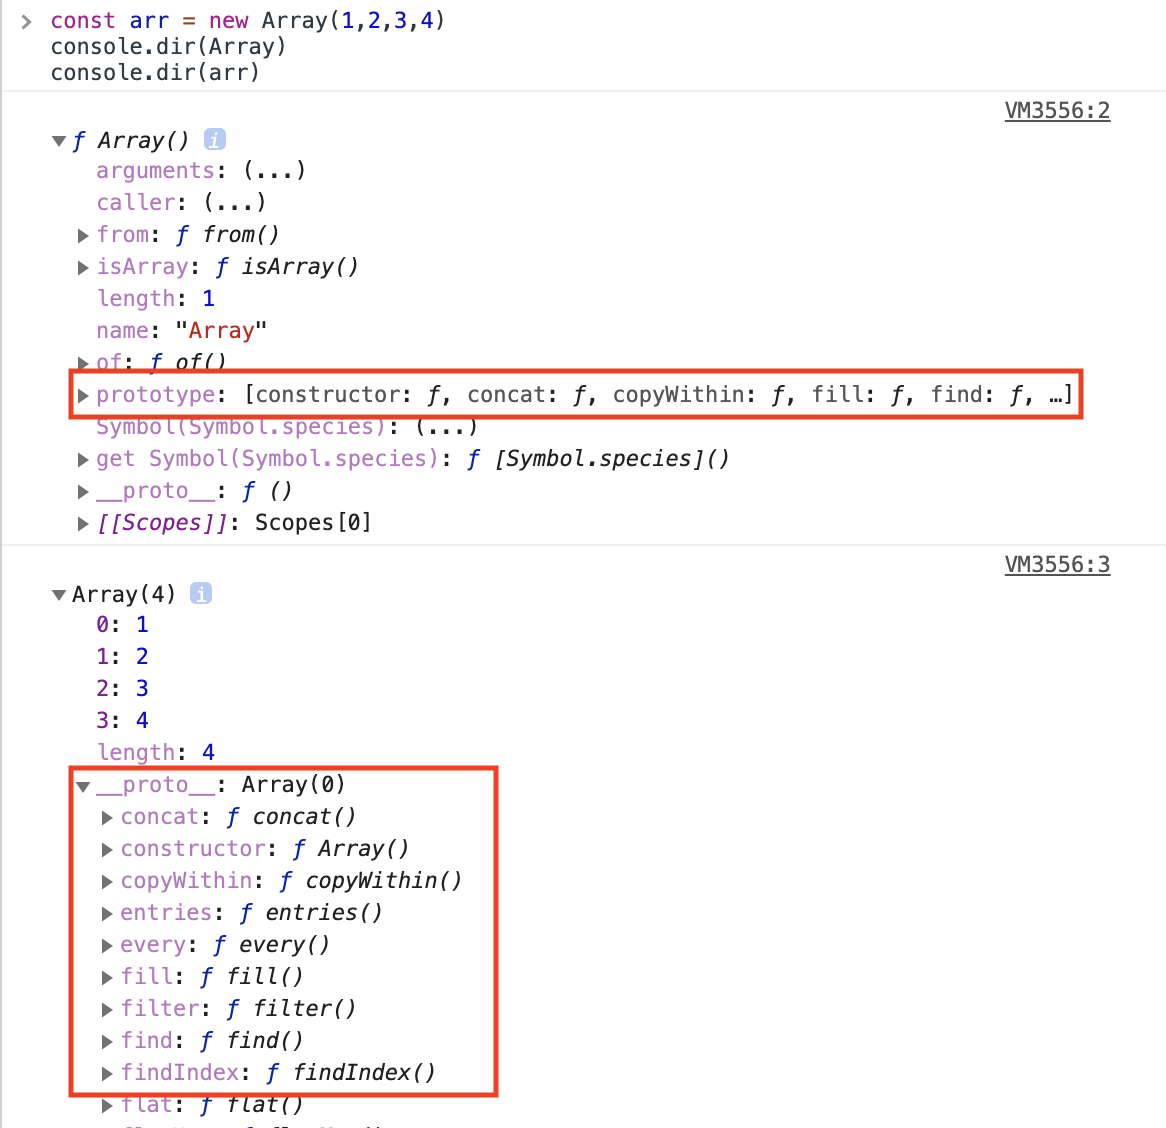 > const arr = new Array(1,2,3,4)
console.dir(Array)
console.dir(arr)
VM3556:2
▼ƒ Array() i
arguments: (...)
caller: (...)
▶from: ƒ from()
▶isArray: ƒ isArray()
length: 1
name: "Array"
▶of: ƒ of()
▶prototype: [constructor: ƒ, concat: ƒ, copyWithin: ƒ, fill: ƒ, find: ƒ, …]
Symbol(Symbol.species): (...)
▶get Symbol(Symbol.species): ƒ [Symbol.species]()
▶__proto__: ƒ ()
▶[[Scopes]]: Scopes[0]
VM3556:3
▼Array(4) i
0: 1
1: 2
2: 3
3: 4
length: 4
▼__proto__: Array(0)
▶concat: ƒ concat()
▶constructor: ƒ Array()
▶copyWithin: ƒ copyWithin()
▶entries: ƒ entries()
▶every: ƒ every()
▶fill: ƒ fill()
▶filter: ƒ filter()
▶find: ƒ find()
▶findIndex: ƒ findIndex()
▶flat: ƒ flat()